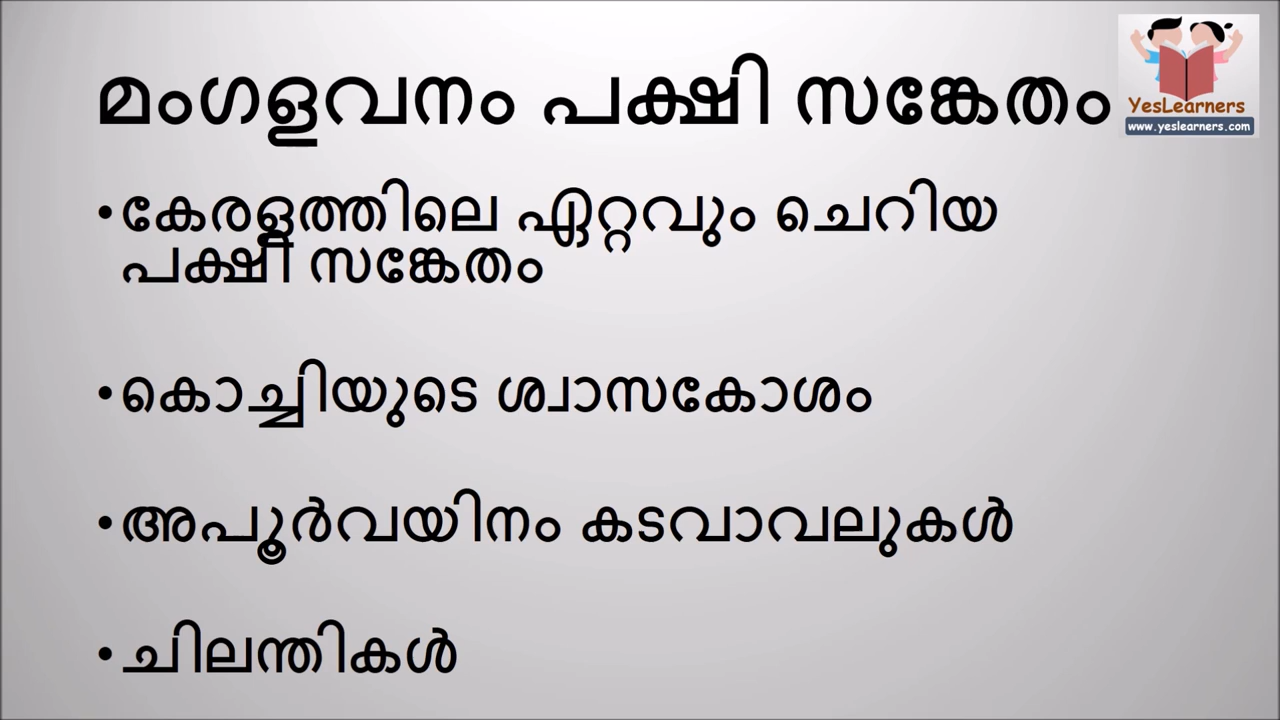 മംഗളവനം പക്ഷി സങ്കേതം
YesLearners
www.yeslearners.com
•കേരളത്തിലെ ഏറ്റവും ചെറിയ
പക്ഷി സങ്കേതം
•കൊച്ചിയുടെ ശ്വാസകോശം
•അപൂർവയിനം കടവാവലുകൾ
•ചിലന്തികൾ